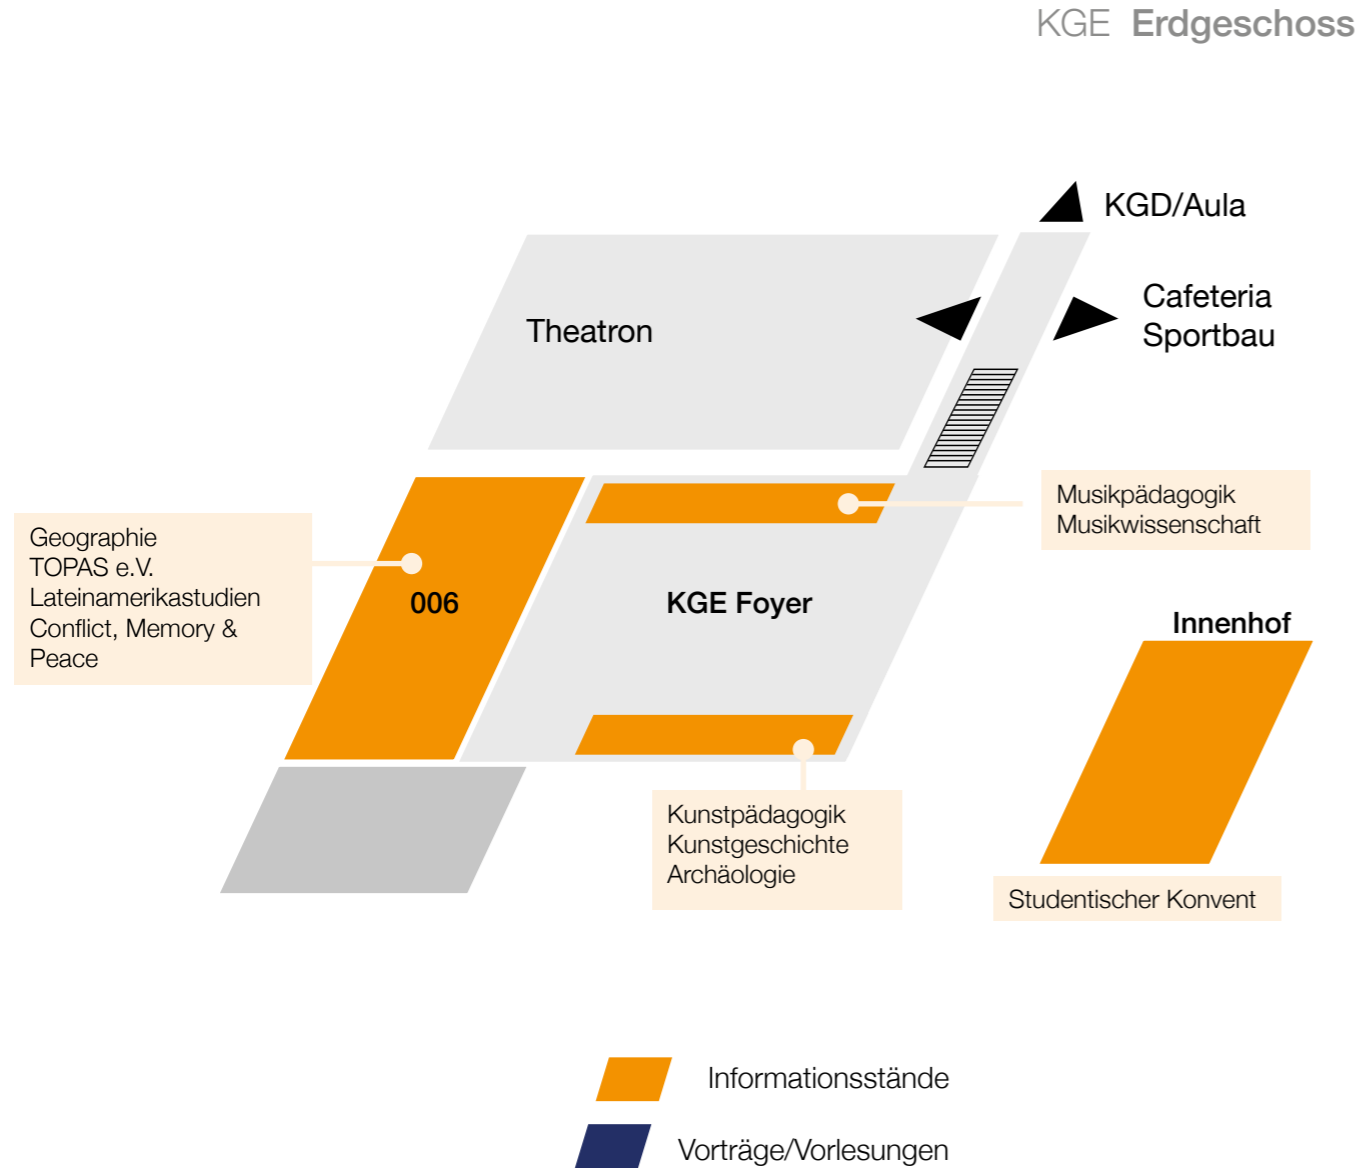 KGE Erdgeschoss
KGD/Aula
Cafeteria
Sportbau
Theatron
Musikpädagogik
Musikwissenschaft
Geographie
TOPAS e.V.
Lateinamerikastudien
Conflict, Memory &
Peace
006
KGE Foyer
Innenhof
Kunstpädagogik
Kunstgeschichte
Archäologie
Studentischer Konvent
Informationsstände
Vorträge/Vorlesungen